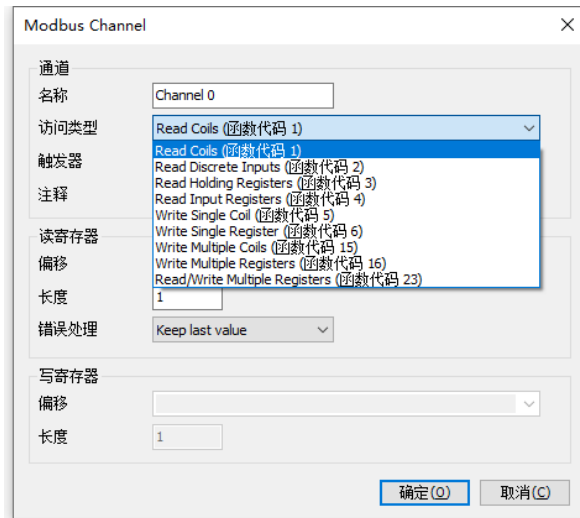 Modbus Channel
通道
名称 Channel 0
访问类型 Read Coils (函数代码 1)
Read Coils (函数代码 1)
触发器 Read Discrete Inputs (函数代码 2)
Read Holding Registers (函数代码 3)
注释 Read Input Registers (函数代码 4)
Write Single Coil (函数代码 5)
Write Single Register (函数代码 6)
读寄存器 Write Multiple Coils (函数代码 15)
偏移 Write Multiple Registers (函数代码 16)
Read/Write Multiple Registers (函数代码 23)
长度 1
错误处理 Keep last value
写寄存器
偏移
长度 1
确定(O) 取消(C)